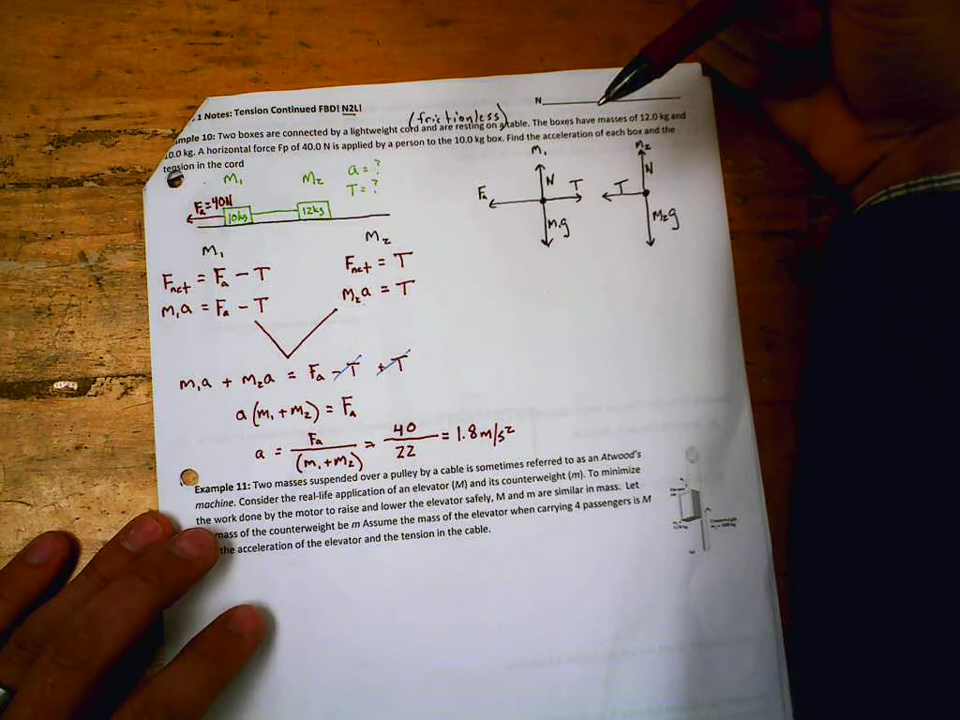 1 Notes: Tension Continued FBD! N2L!
N
(frictionless)
mple 10: Two boxes are connected by a lightweight cord and are resting on a table. The boxes have masses of 12.0 kg and
10.0 kg. A horizontal force Fp of 40.0 N is applied by a person to the 10.0 kg box. Find the acceleration of each box and the
tension in the cord
M₁ M₂ a = ?
T = ?
Fₐ=40N
10kg 12kg
M₁ M₂
N N
Fₐ T T
M₁g M₂g
M₁ M₂
Fnet = Fₐ - T Fnet = T
M₁a = Fₐ - T M₂a = T
M₁a + M₂a = Fₐ - T + T
a(m₁+m₂) = Fₐ
a = Fₐ/(m₁+m₂) = 40/22 = 1.8 m/s²
Example 11: Two masses suspended over a pulley by a cable is sometimes referred to as an Atwood's
machine. Consider the real-life application of an elevator (M) and its counterweight (m). To minimize
the work done by the motor to raise and lower the elevator safely, M and m are similar in mass. Let
mass of the counterweight be m Assume the mass of the elevator when carrying 4 passengers is M
the acceleration of the elevator and the tension in the cable.